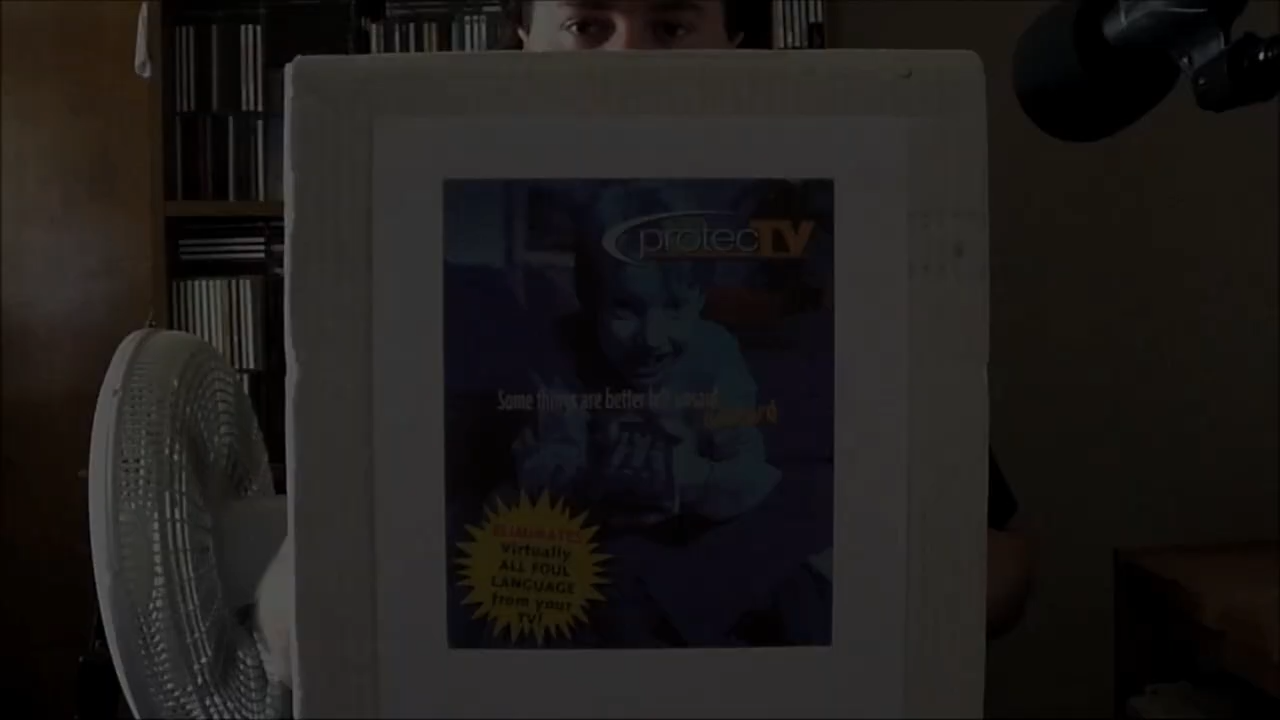 protecTV
Some things are better left unsaid.
ELIMINATES
Virtually
ALL FOUL
LANGUAGE
from your
TV!